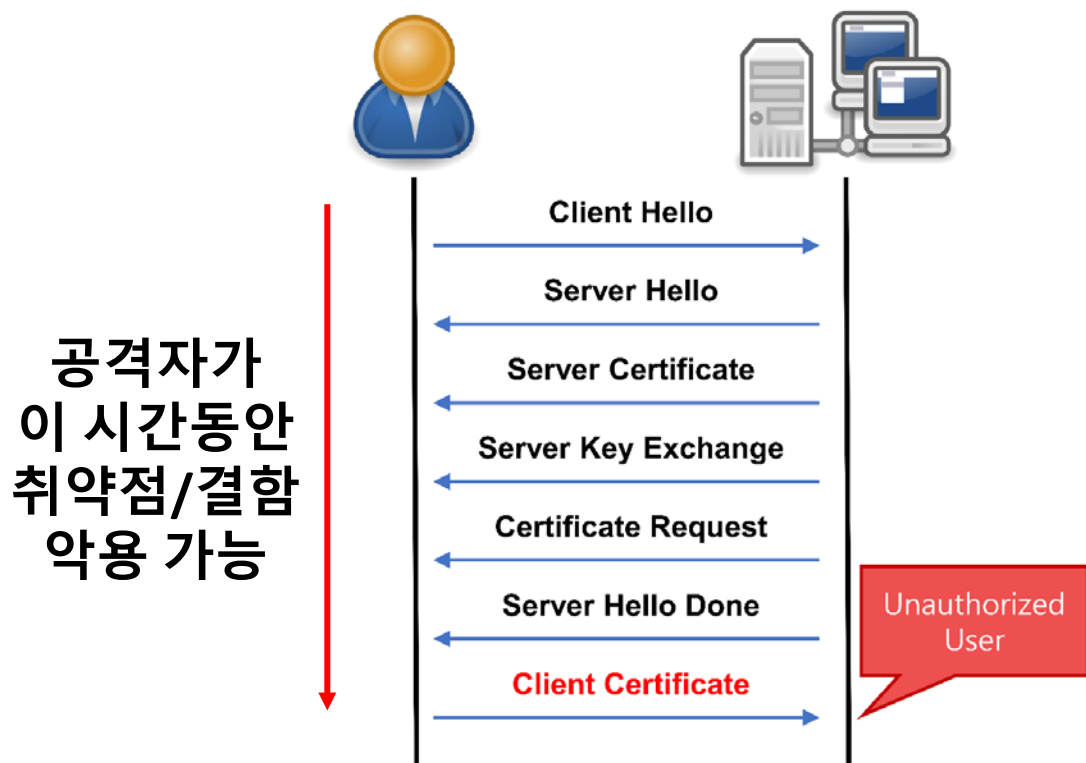 Client Hello
Server Hello
Server Certificate
Server Key Exchange
Certificate Request
Server Hello Done
Client Certificate
공격자가
이 시간동안
취약점/결함
악용 가능
Unauthorized
User